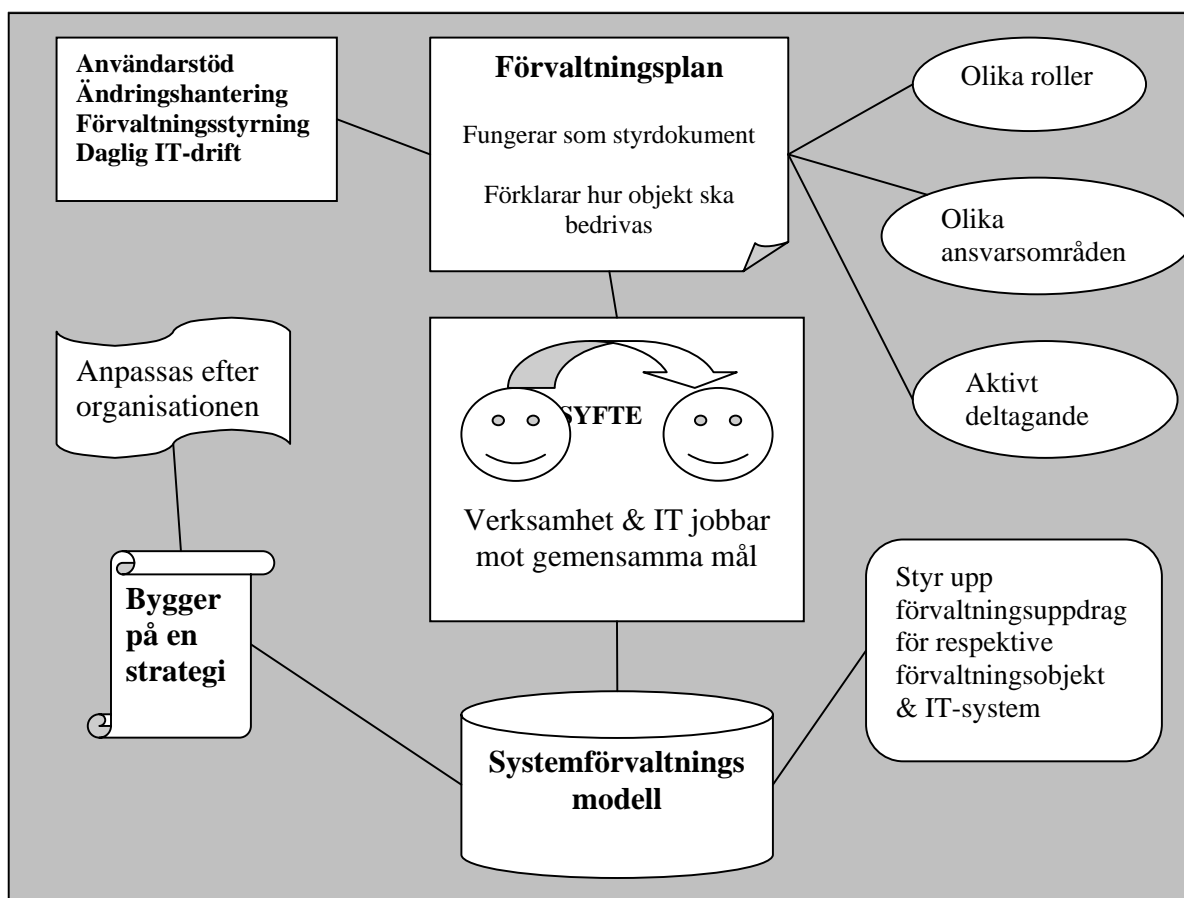 Användarstöd
Ändringshantering
Förvaltningsstyrning
Daglig IT-drift
Förvaltningsplan
Fungerar som styrdokument
Förklarar hur objekt ska
bedrivas
Olika roller
Olika
ansvarsområden
Aktivt
deltagande
Anpassas efter
organisationen
SYFTE
Verksamhet & IT jobbar
mot gemensamma mål
Bygger
på en
strategi
Systemförvaltnings
modell
Styr upp
förvaltningsuppdrag
för respektive
förvaltningsobjekt
& IT-system